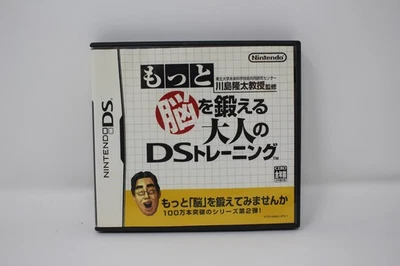 Nintendo
もっと
東北大学未来科学技術共同研究センター
川島隆太教授監修
脳を鍛える
大人の
DSトレーニング™
NINTENDO DS™
もっと「脳」を鍛えてみませんか
100万本突破のシリーズ第2弾!